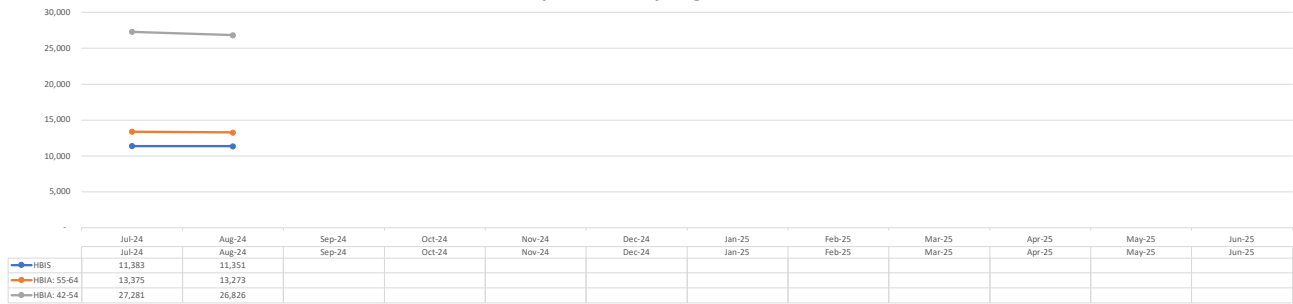 30,000
25,000
20,000
15,000
10,000
5,000
-
Jul-24 Aug-24 Sep-24 Oct-24 Nov-24 Dec-24 Jan-25 Feb-25 Mar-25 Apr-25 May-25 Jun-25
Jul-24 Aug-24 Sep-24 Oct-24 Nov-24 Dec-24 Jan-25 Feb-25 Mar-25 Apr-25 May-25 Jun-25
HBIS 11,383 11,351
HBIA: 55-64 13,375 13,273
HBIA: 42-54 27,281 26,826